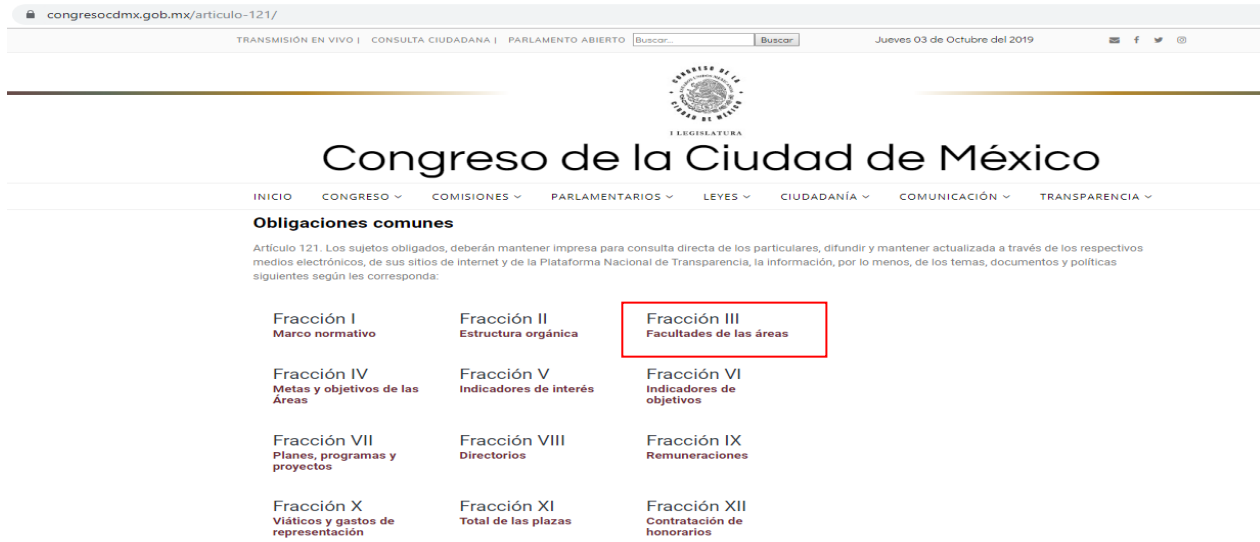 congresocdmx.gob.mx/articulo-121/
TRANSMISIÓN EN VIVO | CONSULTA CIUDADANA | PARLAMENTO ABIERTO Buscar... Buscar Jueves 03 de Octubre del 2019
CONGRESO DE LA
CIUDAD DE MÉXICO
I LEGISLATURA
Congreso de la Ciudad de México
INICIO CONGRESO COMISIONES PARLAMENTARIOS LEYES CIUDADANÍA COMUNICACIÓN TRANSPARENCIA
Obligaciones comunes
Artículo 121. Los sujetos obligados, deberán mantener impresa para consulta directa de los particulares, difundir y mantener actualizada a través de los respectivos
medios electrónicos, de sus sitios de internet y de la Plataforma Nacional de Transparencia, la información, por lo menos, de los temas, documentos y políticas
siguientes según les corresponda:
Fracción I Fracción II Fracción III
Marco normativo Estructura orgánica Facultades de las áreas
Fracción IV Fracción V Fracción VI
Metas y objetivos de las Indicadores de interés Indicadores de
Áreas objetivos
Fracción VII Fracción VIII Fracción IX
Planes, programas y Directorios Remuneraciones
proyectos
Fracción X Fracción XI Fracción XII
Viáticos y gastos de Total de las plazas Contratación de
representación honorarios